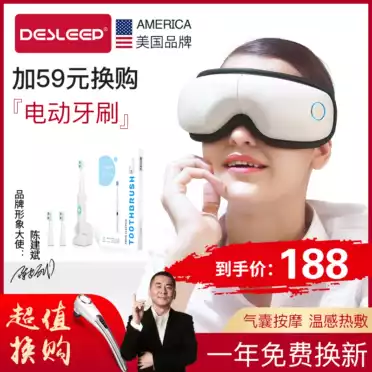 DESLEEP
AMERICA
美国品牌
加59元换购
『电动牙刷』
TOOTHBRUSH
品牌形象大使：
陈建斌
到手价：188
超值
换购
气囊按摩 温感热敷
一年免费换新